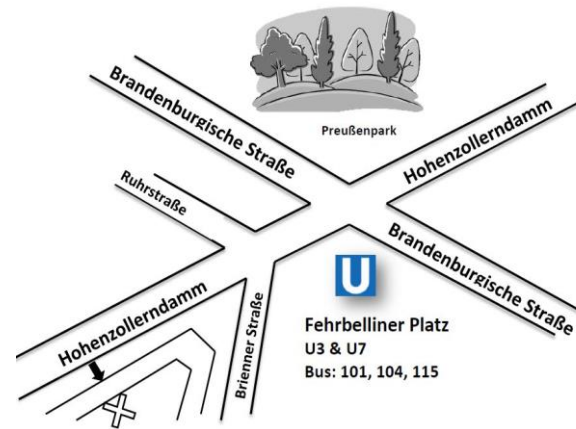 Preußenpark
Brandenburgische Straße
Hohenzollerndamm
Ruhrstraße
Brandenburgische Straße
U
Hohenzollerndamm
Brienner Straße
Fehrbelliner Platz
U3 & U7
Bus: 101, 104, 115